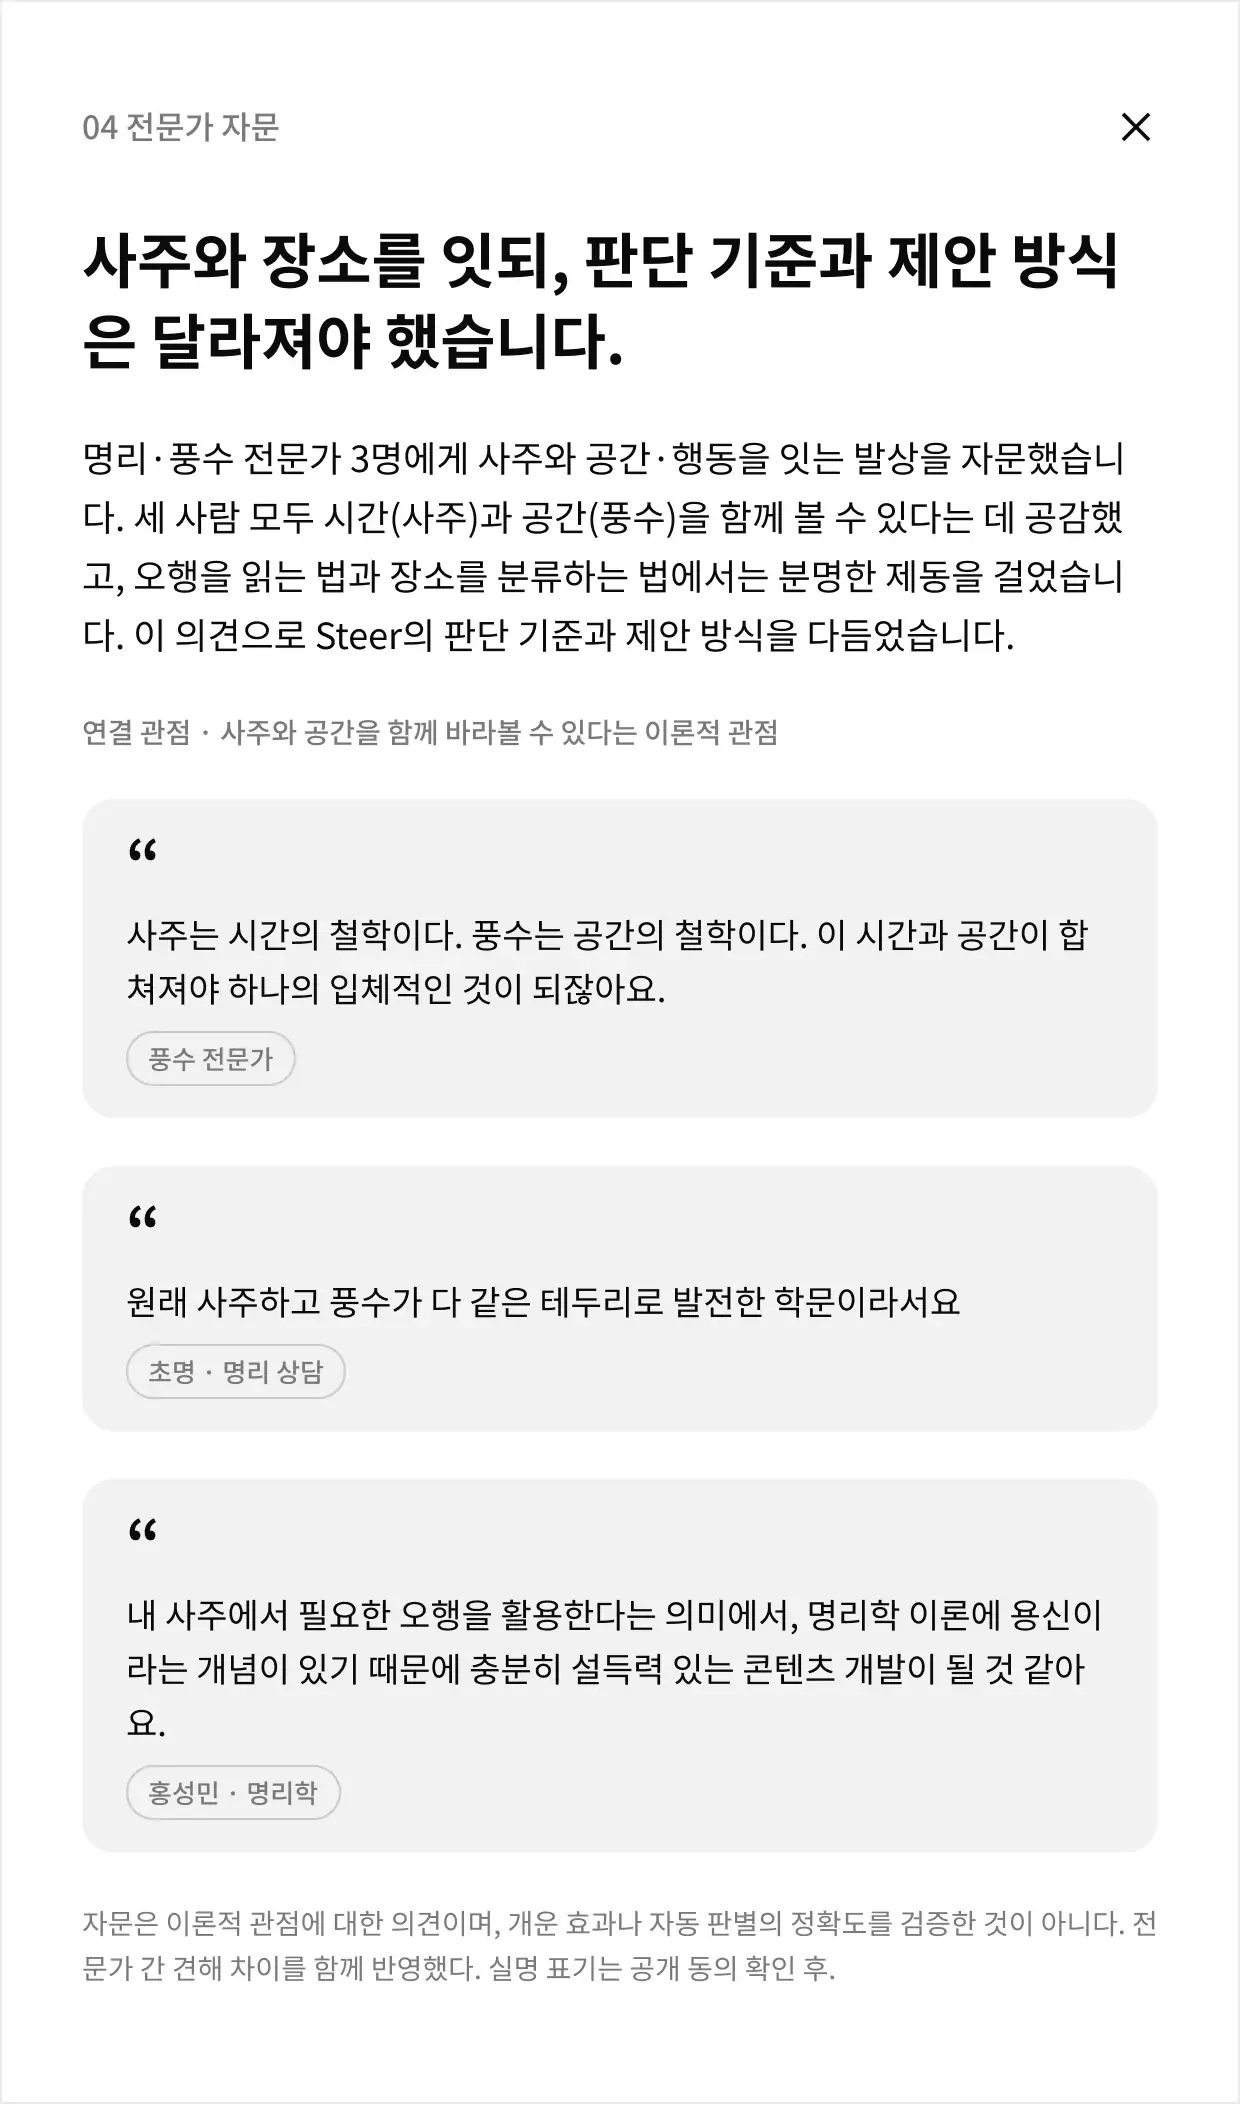 04 전문가 자문
사주와 장소를 잇되, 판단 기준과 제안 방식
은 달라져야 했습니다.
명리·풍수 전문가 3명에게 사주와 공간·행동을 잇는 발상을 자문했습니
다. 세 사람 모두 시간(사주)과 공간(풍수)을 함께 볼 수 있다는 데 공감했
고, 오행을 읽는 법과 장소를 분류하는 법에서는 분명한 제동을 걸었습니
다. 이 의견으로 Steer의 판단 기준과 제안 방식을 다듬었습니다.
연결 관점 · 사주와 공간을 함께 바라볼 수 있다는 이론적 관점
“
사주는 시간의 철학이다. 풍수는 공간의 철학이다. 이 시간과 공간이 합
쳐져야 하나의 입체적인 것이 되잖아요.
풍수 전문가
“
원래 사주하고 풍수가 다 같은 테두리로 발전한 학문이라서요
초명 · 명리 상담
“
내 사주에서 필요한 오행을 활용한다는 의미에서, 명리학 이론에 용신이
라는 개념이 있기 때문에 충분히 설득력 있는 콘텐츠 개발이 될 것 같아
요.
홍성민 · 명리학
자문은 이론적 관점에 대한 의견이며, 개운 효과나 자동 판별의 정확도를 검증한 것이 아니다. 전
문가 간 견해 차이를 함께 반영했다. 실명 표기는 공개 동의 확인 후.